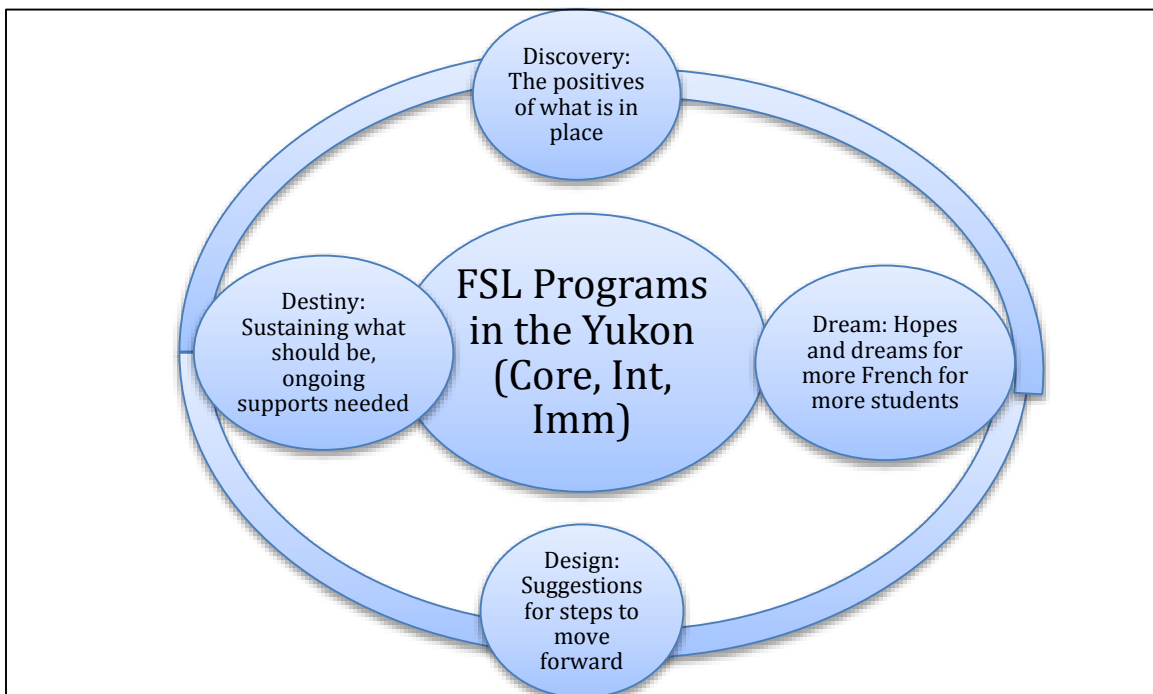 Discovery:
The positives
of what is in
place
FSL Programs
in the Yukon
(Core, Int,
Imm)
Dream: Hopes
and dreams for
more French for
more students
Design:
Suggestions
for steps to
move
forward
Destiny:
Sustaining what
should be,
ongoing
supports needed